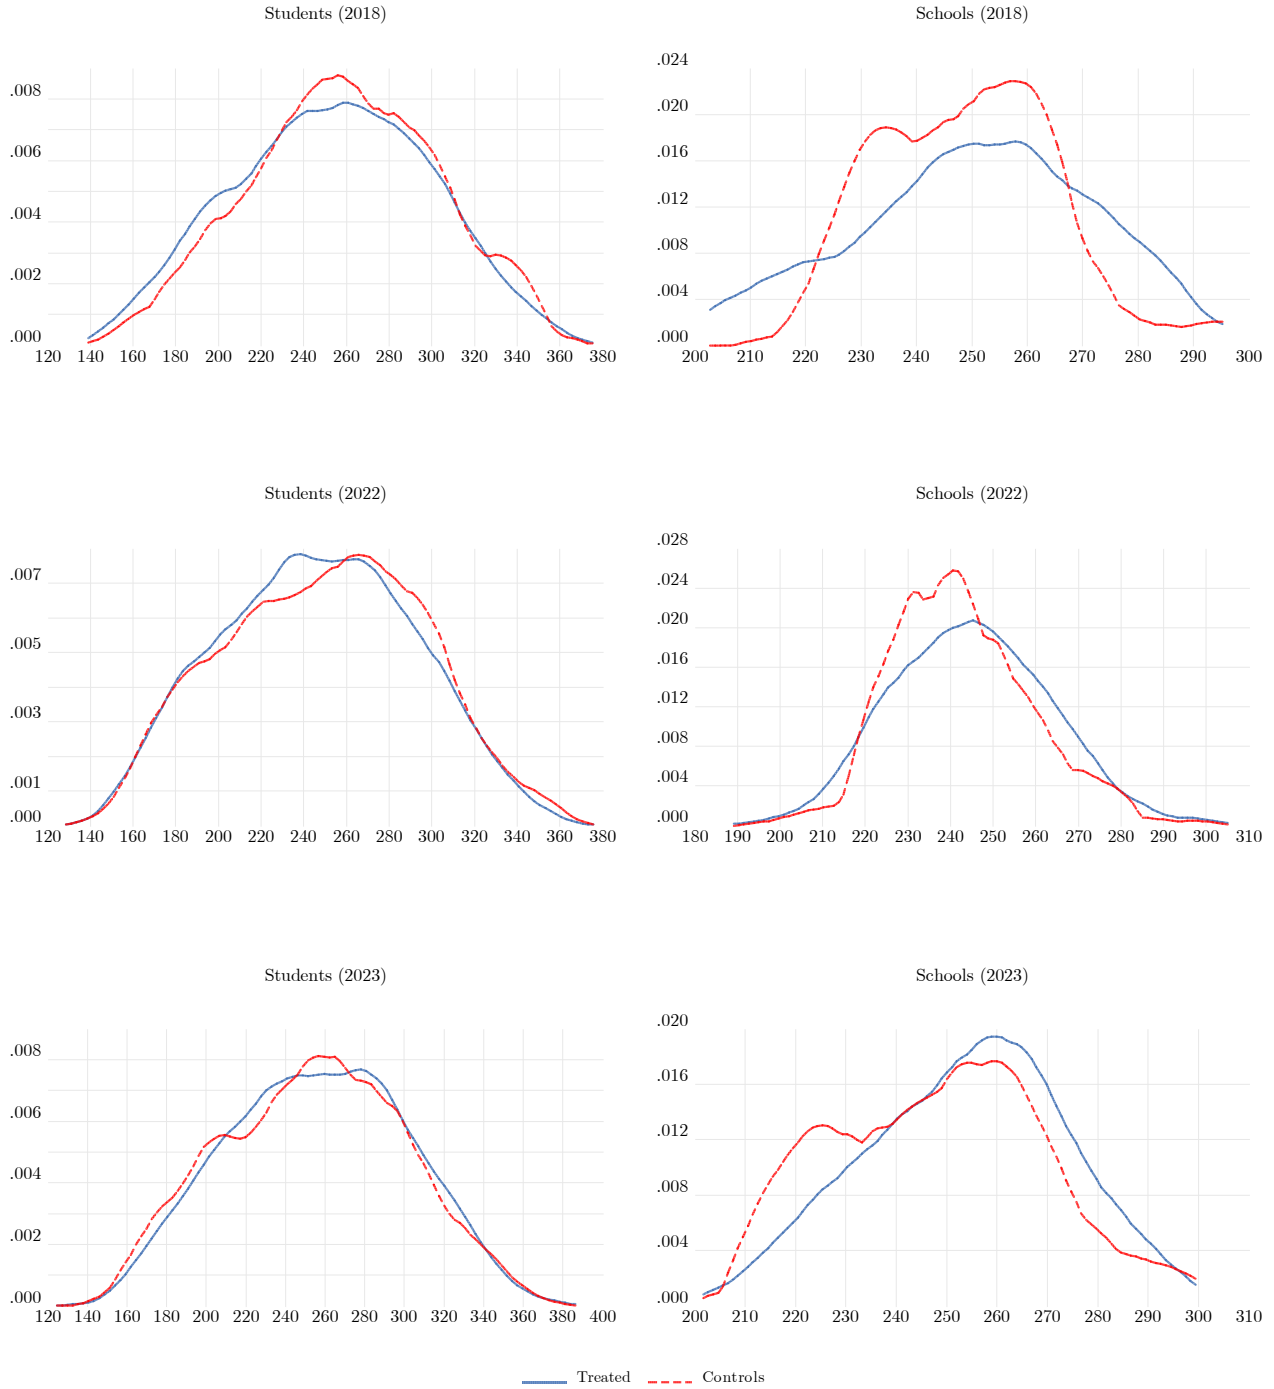 Students (2018)
.008
.006
.004
.002
.000
120 140 160 180 200 220 240 260 280 300 320 340 360 380
Schools (2018)
.024
.020
.016
.012
.008
.004
.000
200 210 220 230 240 250 260 270 280 290 300
Students (2022)
.007
.005
.003
.001
.000
120 140 160 180 200 220 240 260 280 300 320 340 360 380
Schools (2022)
.028
.024
.020
.016
.012
.008
.004
.000
180 190 200 210 220 230 240 250 260 270 280 290 300 310
Students (2023)
.008
.006
.004
.002
.000
120 140 160 180 200 220 240 260 280 300 320 340 360 380 400
Schools (2023)
.020
.016
.012
.008
.004
.000
200 210 220 230 240 250 260 270 280 290 300 310
Treated Controls